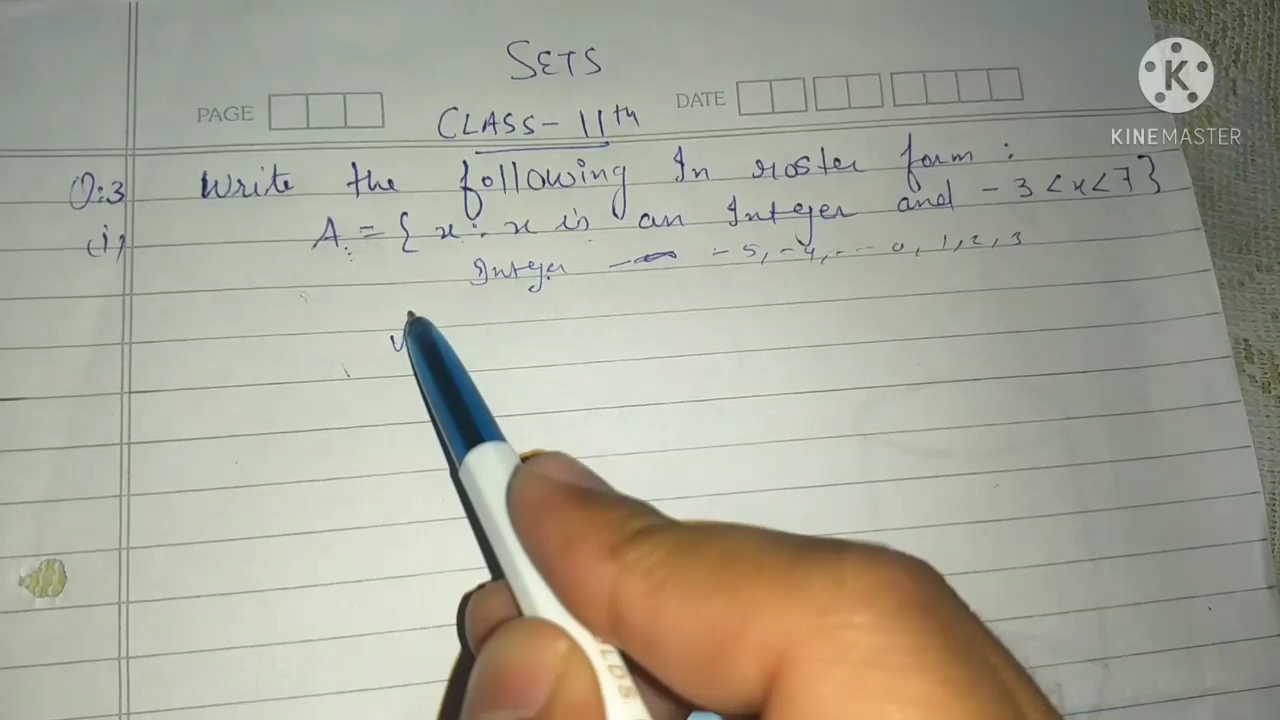 SETS
PAGE
DATE
CLASS - 11th
Q:3 Write the following In roster form :
(i) A = { x : x is an Integer and -3 < x < 7 }
Integer - -5, -4, -- 0, 1, 2, 3
K
KINEMASTER
LDS